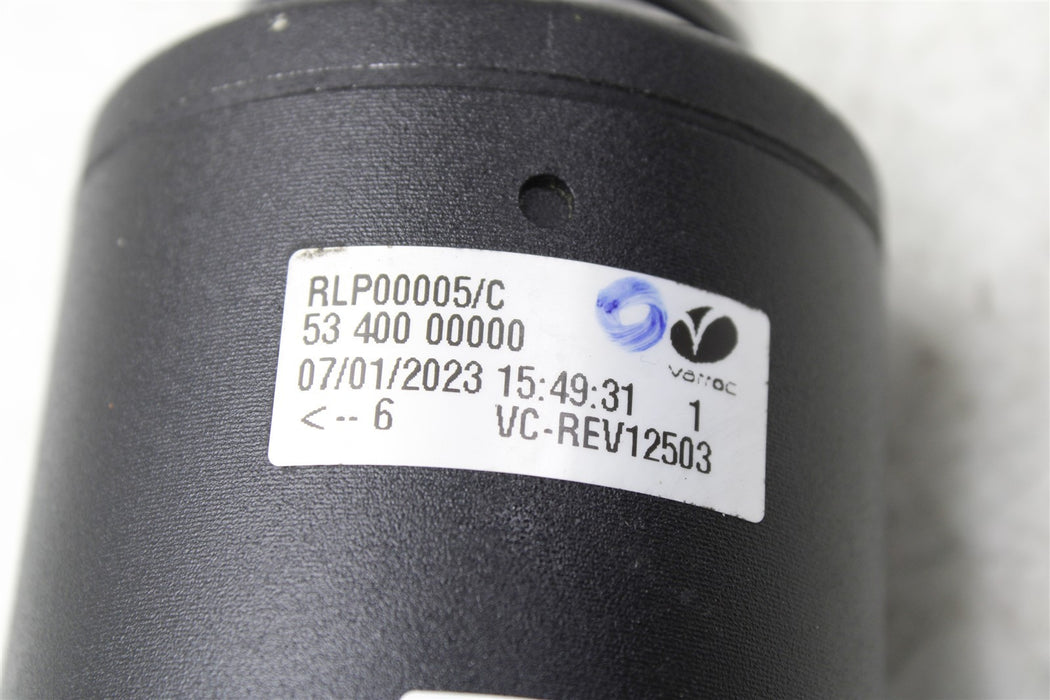 RLP00005/C
53 400 00000
varroc
07/01/2023 15:49:31 1
<-- 6 VC-REV12503